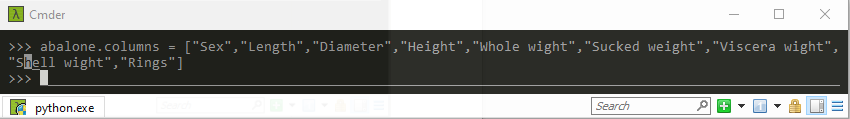 λ Cmder
>>> abalone.columns = ["Sex","Length","Diameter","Height","Whole wight","Sucked weight","Viscera wight",
"Shell wight","Rings"]
>>>
python.exe Search Search